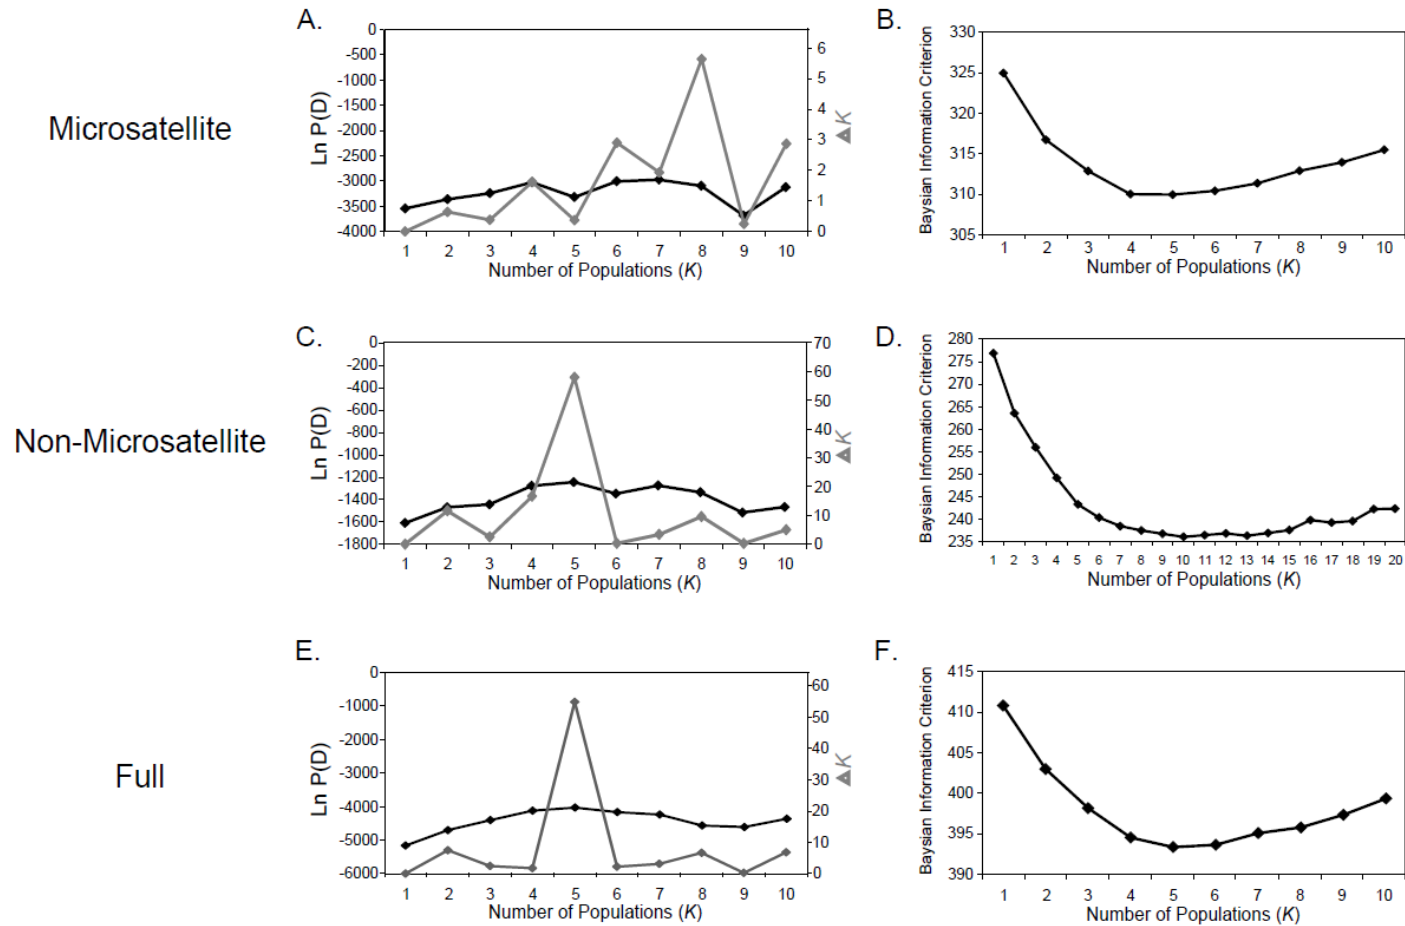 A.
B.
Microsatellite
Ln P(D)
0
-500
-1000
-1500
-2000
-2500
-3000
-3500
-4000
6
5
4
3
2
1
0
ΔK
1 2 3 4 5 6 7 8 9 10
Number of Populations (K)
Baysian Information Criterion
330
325
320
315
310
305
1 2 3 4 5 6 7 8 9 10
Number of Populations (K)
C.
D.
Non-Microsatellite
Ln P(D)
0
-200
-400
-600
-800
-1000
-1200
-1400
-1600
-1800
70
60
50
40
30
20
10
0
ΔK
1 2 3 4 5 6 7 8 9 10
Number of Populations (K)
Baysian Information Criterion
280
275
270
265
260
255
250
245
240
235
1 2 3 4 5 6 7 8 9 10 11 12 13 14 15 16 17 18 19 20
Number of Populations (K)
E.
F.
Full
Ln P(D)
0
-1000
-2000
-3000
-4000
-5000
-6000
60
50
40
30
20
10
0
ΔK
1 2 3 4 5 6 7 8 9 10
Number of Populations (K)
Baysian Information Criterion
415
410
405
400
395
390
1 2 3 4 5 6 7 8 9 10
Number of Populations (K)